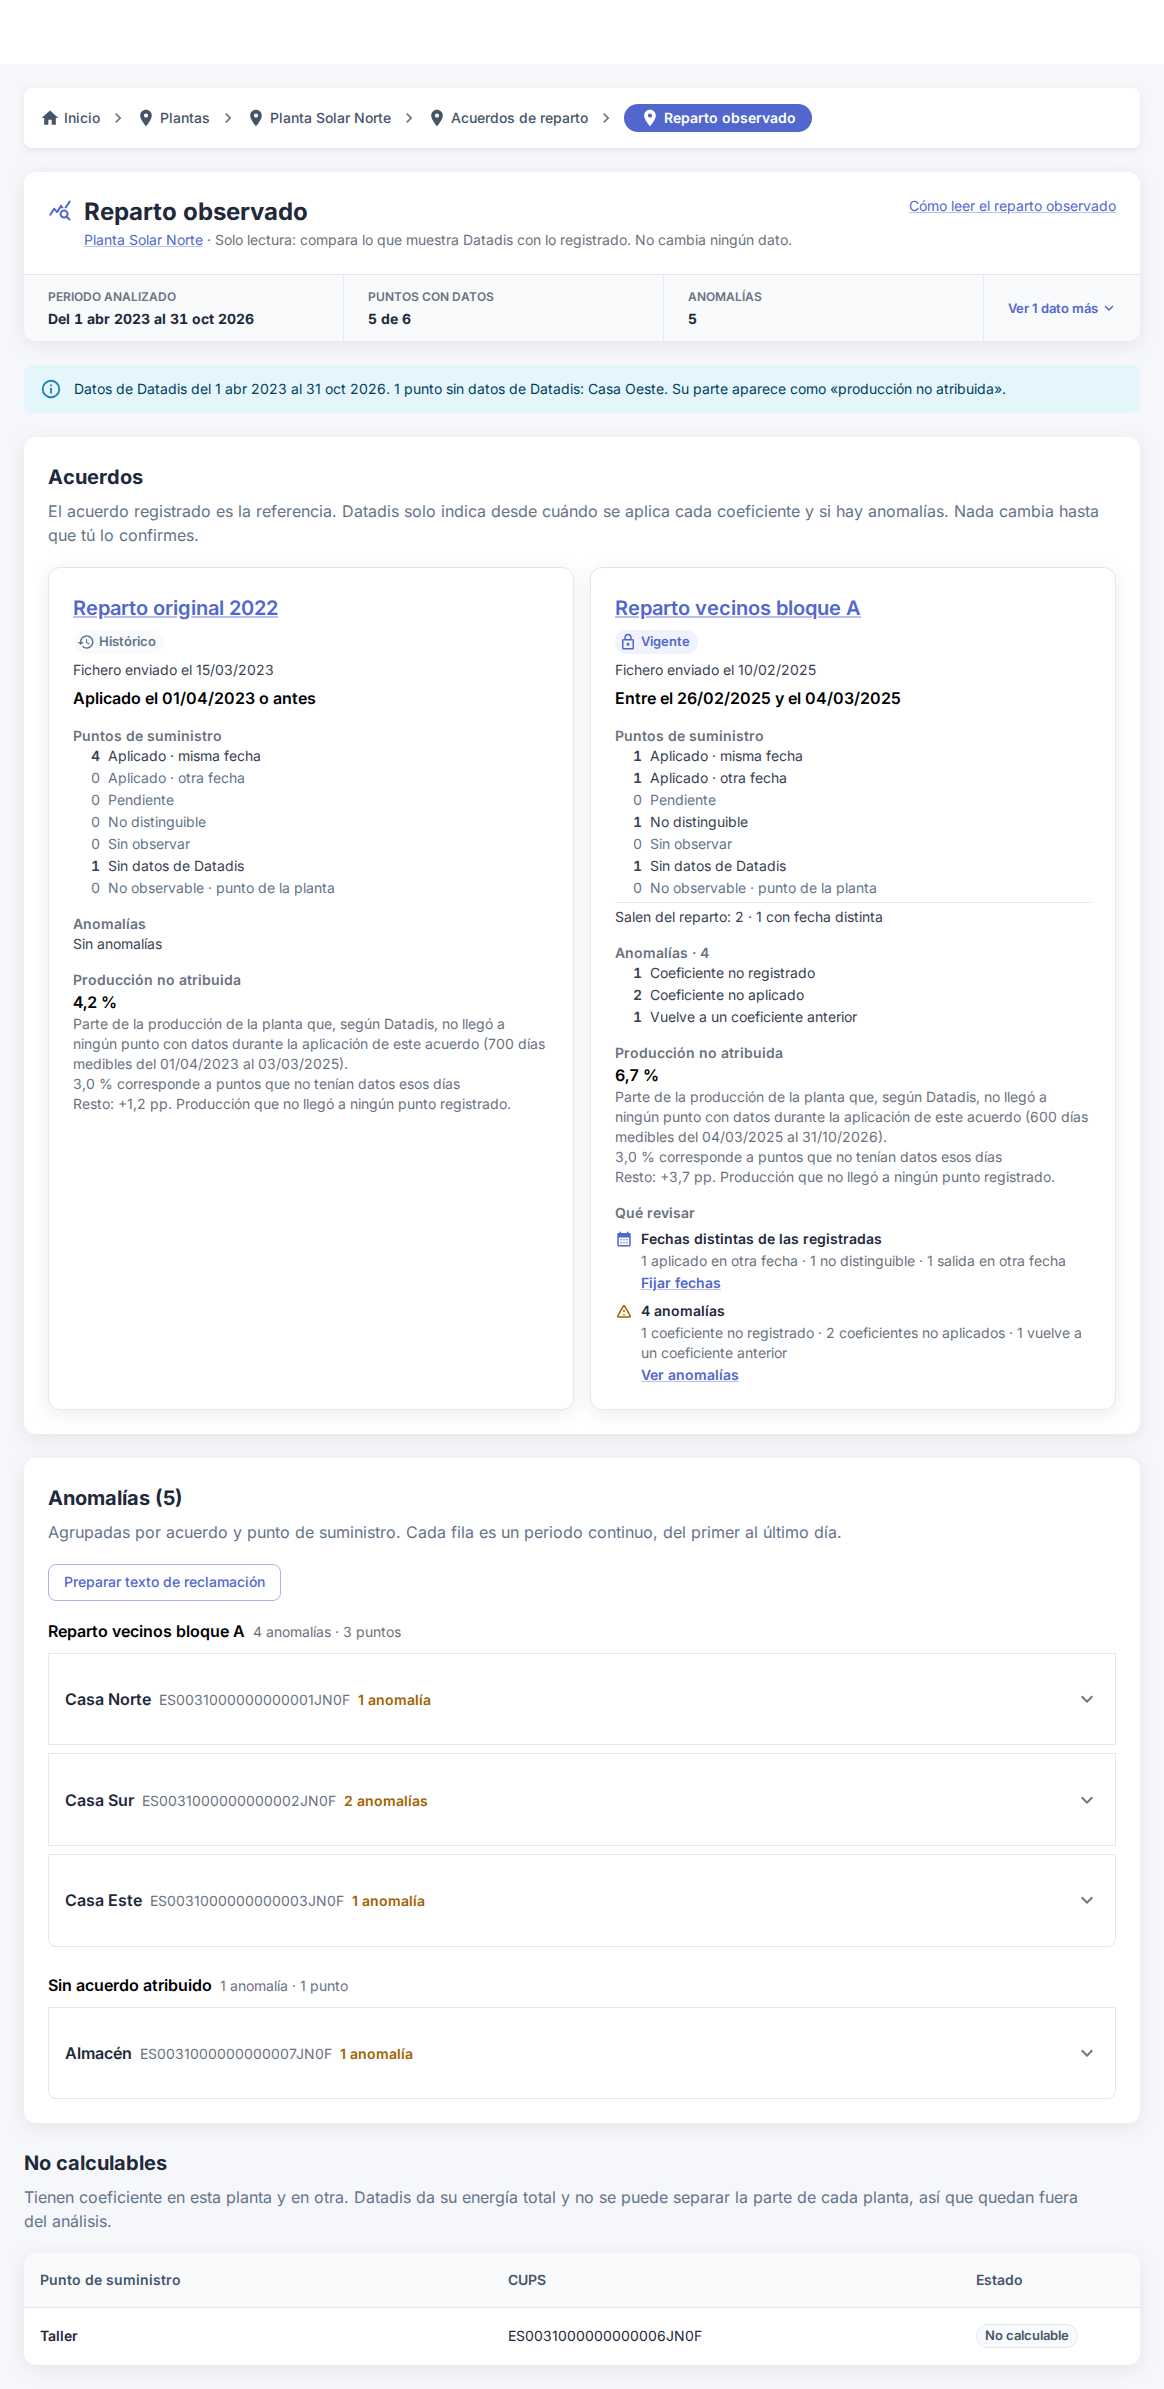 Inicio > Plantas > Planta Solar Norte > Acuerdos de reparto > Reparto observado
Reparto observado
Cómo leer el reparto observado
Planta Solar Norte · Solo lectura: compara lo que muestra Datadis con lo registrado. No cambia ningún dato.
PERIODO ANALIZADO
Del 1 abr 2023 al 31 oct 2026
PUNTOS CON DATOS
5 de 6
ANOMALÍAS
5
Ver 1 dato más
Datos de Datadis del 1 abr 2023 al 31 oct 2026. 1 punto sin datos de Datadis: Casa Oeste. Su parte aparece como «producción no atribuida».
Acuerdos
El acuerdo registrado es la referencia. Datadis solo indica desde cuándo se aplica cada coeficiente y si hay anomalías. Nada cambia hasta
que tú lo confirmes.
Reparto original 2022
Histórico
Fichero enviado el 15/03/2023
Aplicado el 01/04/2023 o antes
Puntos de suministro
4 Aplicado · misma fecha
0 Aplicado · otra fecha
0 Pendiente
0 No distinguible
0 Sin observar
1 Sin datos de Datadis
0 No observable · punto de la planta
Anomalías
Sin anomalías
Producción no atribuida
4,2 %
Parte de la producción de la planta que, según Datadis, no llegó a
ningún punto con datos durante la aplicación de este acuerdo (700 días
medibles del 01/04/2023 al 03/03/2025).
3,0 % corresponde a puntos que no tenían datos esos días
Resto: +1,2 pp. Producción que no llegó a ningún punto registrado.
Reparto vecinos bloque A
Vigente
Fichero enviado el 10/02/2025
Entre el 26/02/2025 y el 04/03/2025
Puntos de suministro
1 Aplicado · misma fecha
1 Aplicado · otra fecha
0 Pendiente
1 No distinguible
0 Sin observar
1 Sin datos de Datadis
0 No observable · punto de la planta
Salen del reparto: 2 · 1 con fecha distinta
Anomalías · 4
1 Coeficiente no registrado
2 Coeficiente no aplicado
1 Vuelve a un coeficiente anterior
Producción no atribuida
6,7 %
Parte de la producción de la planta que, según Datadis, no llegó a
ningún punto con datos durante la aplicación de este acuerdo (600 días
medibles del 04/03/2025 al 31/10/2026).
3,0 % corresponde a puntos que no tenían datos esos días
Resto: +3,7 pp. Producción que no llegó a ningún punto registrado.
Qué revisar
Fechas distintas de las registradas
1 aplicado en otra fecha · 1 no distinguible · 1 salida en otra fecha
Fijar fechas
4 anomalías
1 coeficiente no registrado · 2 coeficientes no aplicados · 1 vuelve a
un coeficiente anterior
Ver anomalías
Anomalías (5)
Agrupadas por acuerdo y punto de suministro. Cada fila es un periodo continuo, del primer al último día.
Preparar texto de reclamación
Reparto vecinos bloque A 4 anomalías · 3 puntos
Casa Norte ES0031000000000001JN0F 1 anomalía
Casa Sur ES0031000000000002JN0F 2 anomalías
Casa Este ES0031000000000003JN0F 1 anomalía
Sin acuerdo atribuido 1 anomalía · 1 punto
Almacén ES0031000000000007JN0F 1 anomalía
No calculables
Tienen coeficiente en esta planta y en otra. Datadis da su energía total y no se puede separar la parte de cada planta, así que quedan fuera
del análisis.
Punto de suministro CUPS Estado
Taller ES0031000000000006JN0F No calculable